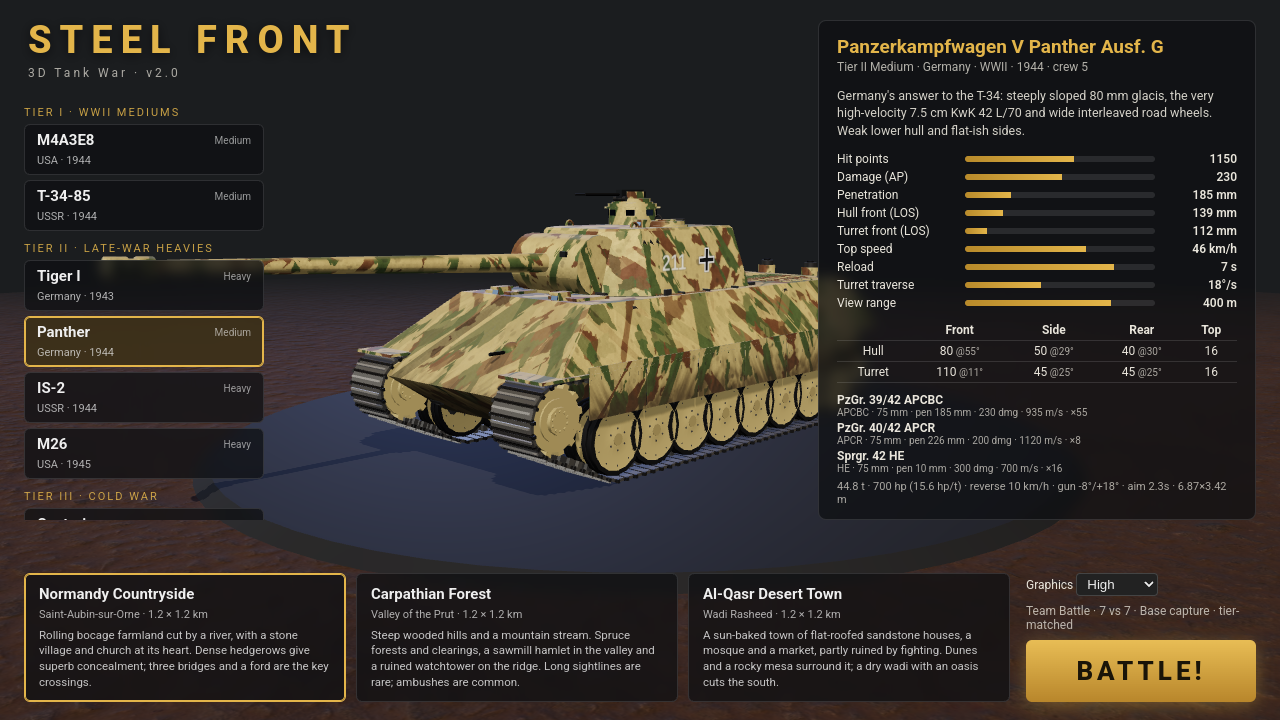 STEEL FRONT
3D Tank War · v2.0
TIER I · WWII MEDIUMS
M4A3E8 Medium
USA · 1944
T-34-85 Medium
USSR · 1944
TIER II · LATE-WAR HEAVIES
Tiger I Heavy
Germany · 1943
Panther Medium
Germany · 1944
IS-2 Heavy
USSR · 1944
M26 Heavy
USA · 1945
TIER III · COLD WAR
211
Panzerkampfwagen V Panther Ausf. G
Tier II Medium · Germany · WWII · 1944 · crew 5
Germany's answer to the T-34: steeply sloped 80 mm glacis, the very
high-velocity 7.5 cm KwK 42 L/70 and wide interleaved road wheels.
Weak lower hull and flat-ish sides.
Hit points 1150
Damage (AP) 230
Penetration 185 mm
Hull front (LOS) 139 mm
Turret front (LOS) 112 mm
Top speed 46 km/h
Reload 7 s
Turret traverse 18°/s
View range 400 m
Front Side Rear Top
Hull 80 @55° 50 @29° 40 @30° 16
Turret 110 @11° 45 @25° 45 @25° 16
PzGr. 39/42 APCBC
APCBC · 75 mm · pen 185 mm · 230 dmg · 935 m/s · ×55
PzGr. 40/42 APCR
APCR · 75 mm · pen 226 mm · 200 dmg · 1120 m/s · ×8
Sprgr. 42 HE
HE · 75 mm · pen 10 mm · 300 dmg · 700 m/s · ×16
44.8 t · 700 hp (15.6 hp/t) · reverse 10 km/h · gun -8°/+18° · aim 2.3s · 6.87×3.42
m
Normandy Countryside
Saint-Aubin-sur-Orne · 1.2 × 1.2 km
Rolling bocage farmland cut by a river, with a stone
village and church at its heart. Dense hedgerows give
superb concealment; three bridges and a ford are the key
crossings.
Carpathian Forest
Valley of the Prut · 1.2 × 1.2 km
Steep wooded hills and a mountain stream. Spruce
forests and clearings, a sawmill hamlet in the valley and
a ruined watchtower on the ridge. Long sightlines are
rare; ambushes are common.
Al-Qasr Desert Town
Wadi Rasheed · 1.2 × 1.2 km
A sun-baked town of flat-roofed sandstone houses, a
mosque and a market, partly ruined by fighting. Dunes
and a rocky mesa surround it; a dry wadi with an oasis
cuts the south.
Graphics High
Team Battle · 7 vs 7 · Base capture · tier-
matched
BATTLE!